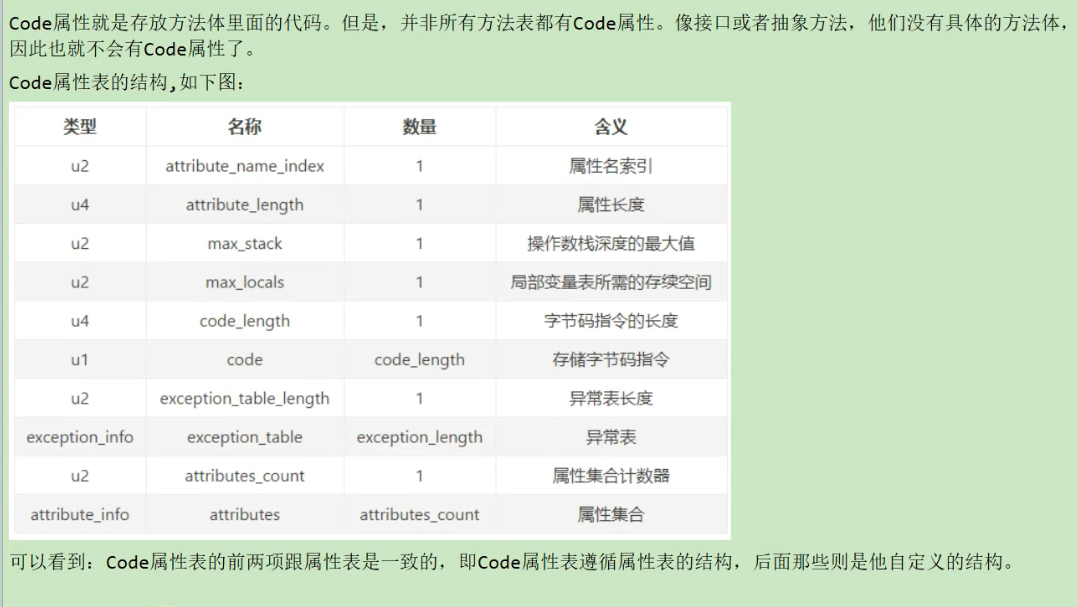 Code属性就是存放方法体里面的代码。但是，并非所有方法表都有Code属性。像接口或者抽象方法，他们没有具体的方法体，
因此也就不会有Code属性了。
Code属性表的结构,如下图：
类型 名称 数量 含义
u2 attribute_name_index 1 属性名索引
u4 attribute_length 1 属性长度
u2 max_stack 1 操作数栈深度的最大值
u2 max_locals 1 局部变量表所需的存续空间
u4 code_length 1 字节码指令的长度
u1 code code_length 存储字节码指令
u2 exception_table_length 1 异常表长度
exception_info exception_table exception_length 异常表
u2 attributes_count 1 属性集合计数器
attribute_info attributes attributes_count 属性集合
可以看到：Code属性表的前两项跟属性表是一致的，即Code属性表遵循属性表的结构，后面那些则是他自定义的结构。